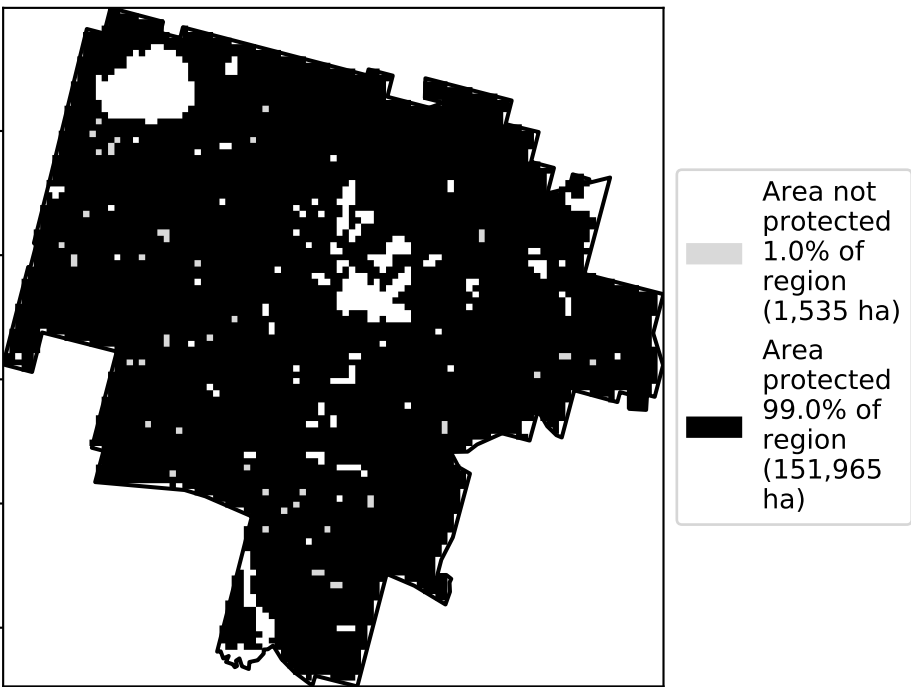 Area not
protected
1.0% of
region
(1,535 ha)
Area
protected
99.0% of
region
(151,965
ha)